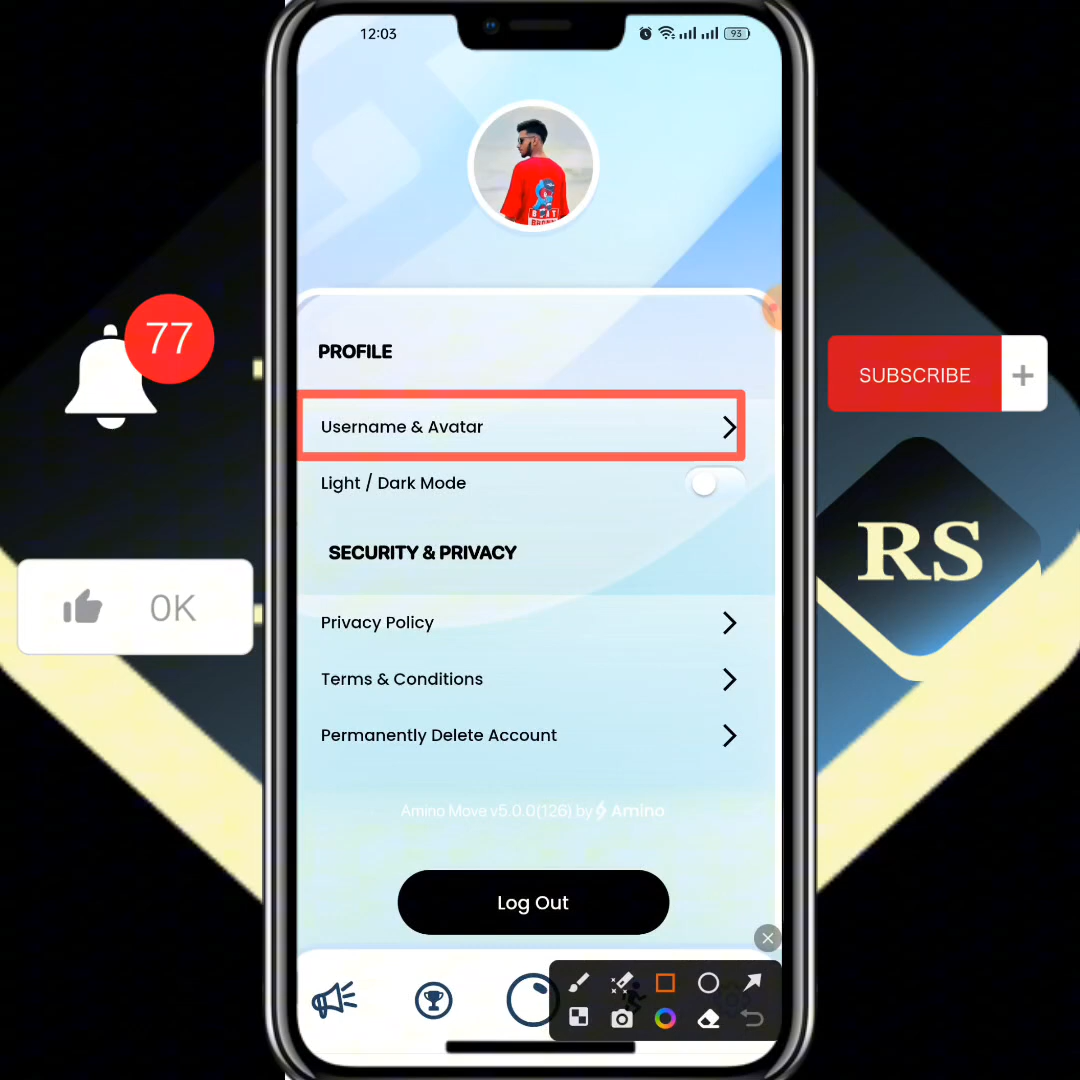 12:03
93
77
PROFILE
SUBSCRIBE +
Username & Avatar
Light / Dark Mode
SECURITY & PRIVACY
RS
0K
Privacy Policy
Terms & Conditions
Permanently Delete Account
Amino Move v5.0.0(126) by Amino
Log Out